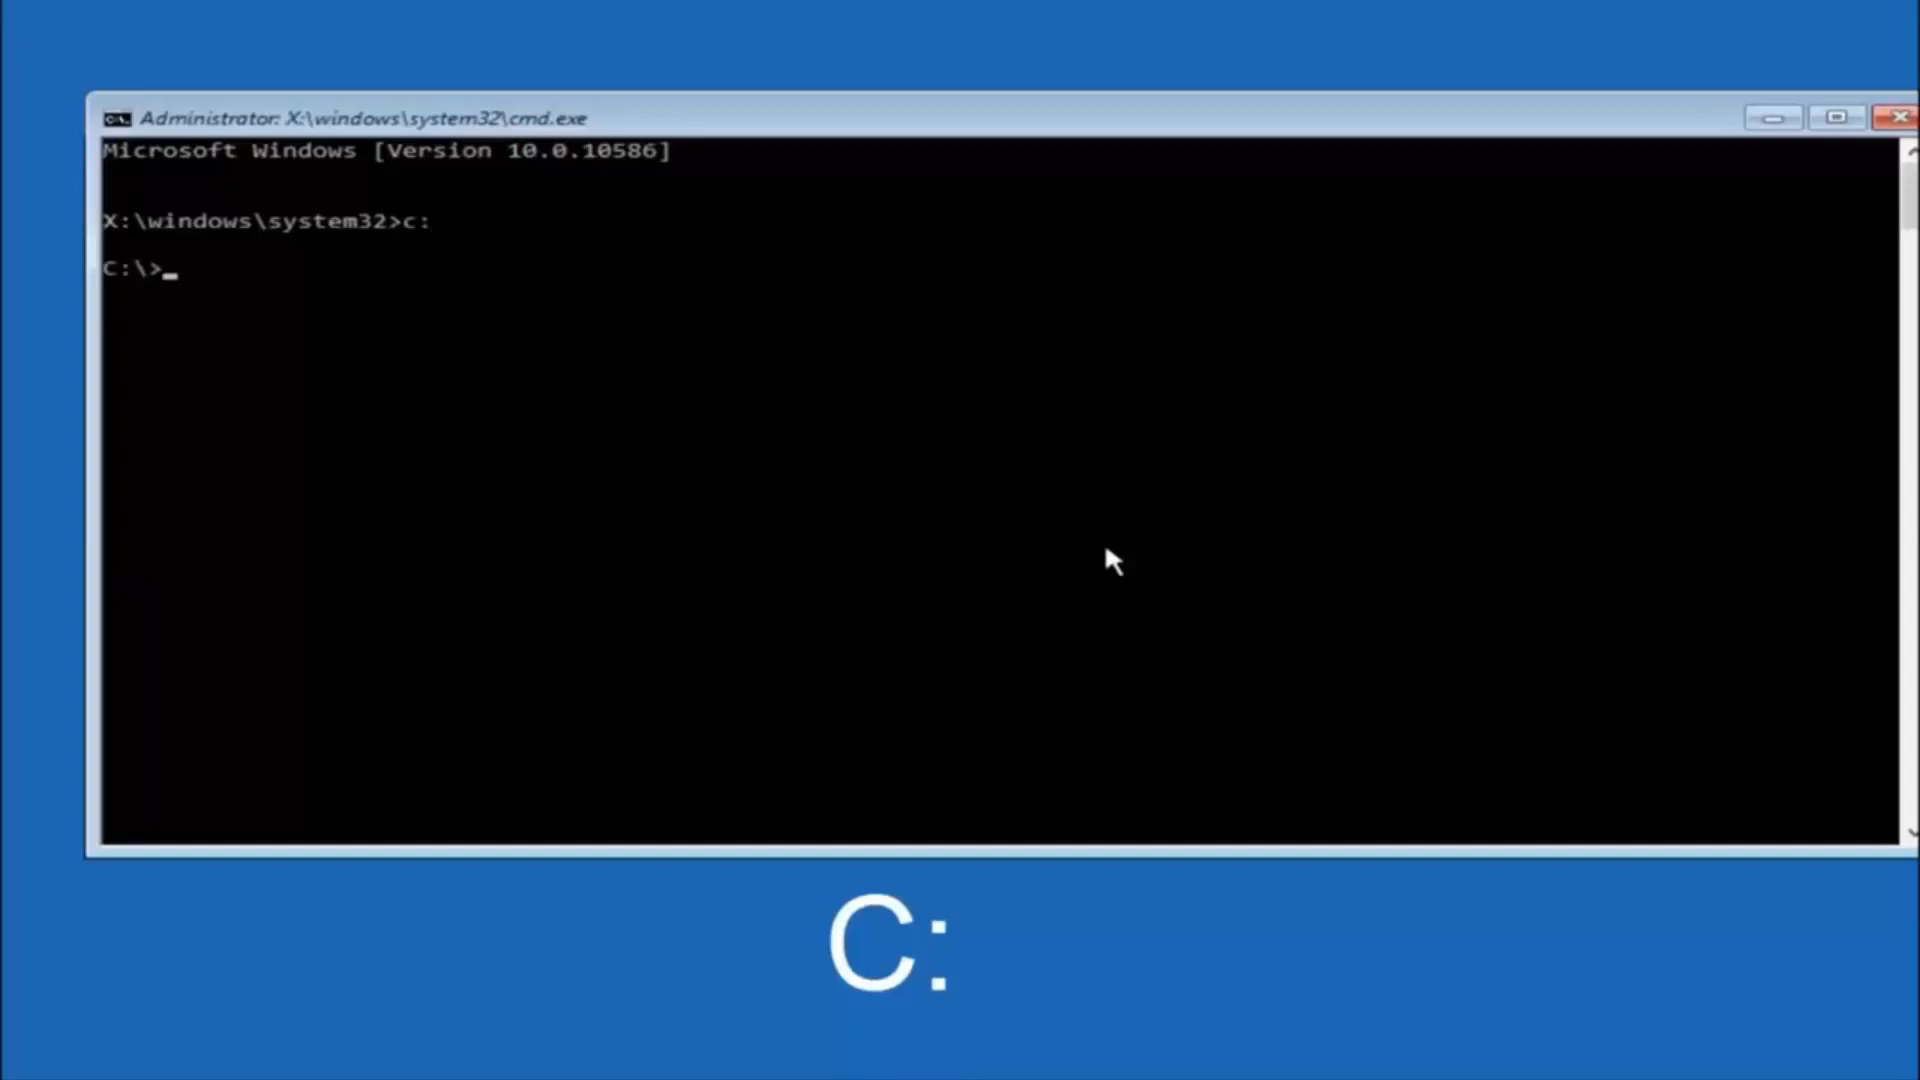 Administrator: X:\windows\system32\cmd.exe
Microsoft Windows [Version 10.0.10586]
X:\windows\system32>c:
C:\>_
C: